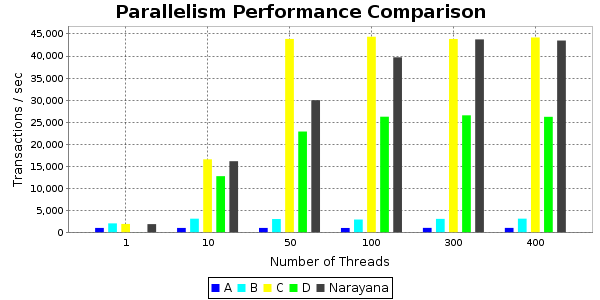 Parallelism Performance Comparison
45,000
40,000
35,000
30,000
25,000
20,000
15,000
10,000
5,000
0
Transactions / sec
1 10 50 100 300 400
Number of Threads
A B C D Narayana